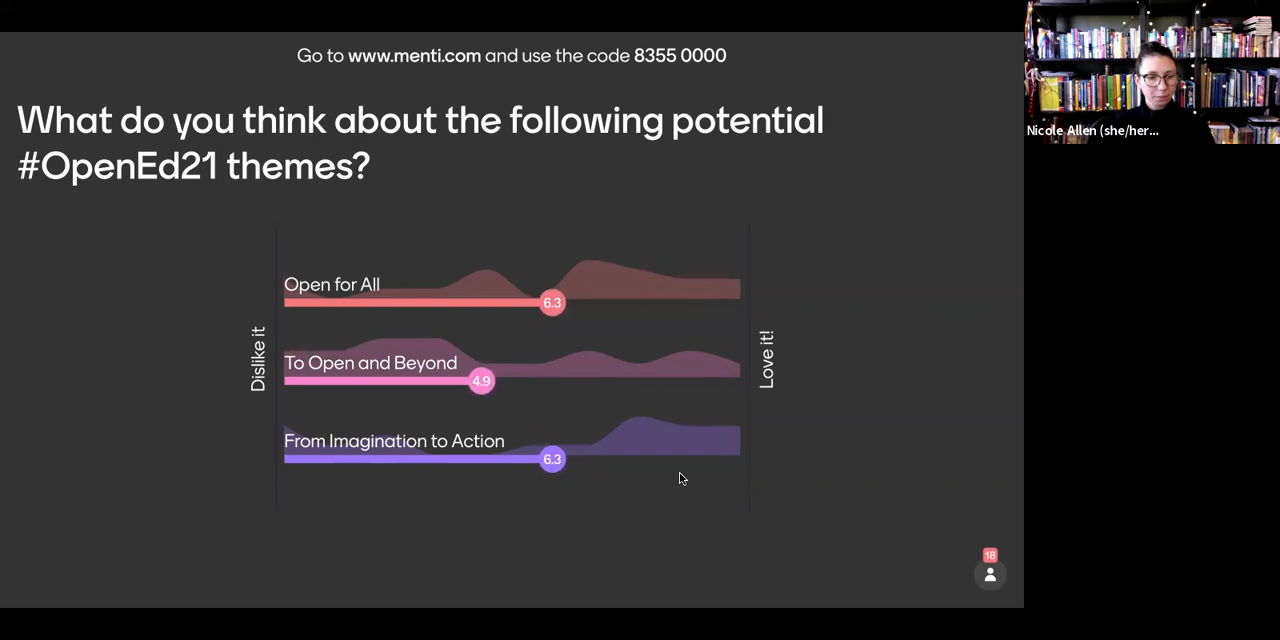 Go to www.menti.com and use the code 8355 0000
What do you think about the following potential
#OpenEd21 themes?
Dislike it
Open for All
6.3
To Open and Beyond
4.9
From Imagination to Action
6.3
Love it!
18
Nicole Allen (she/her...